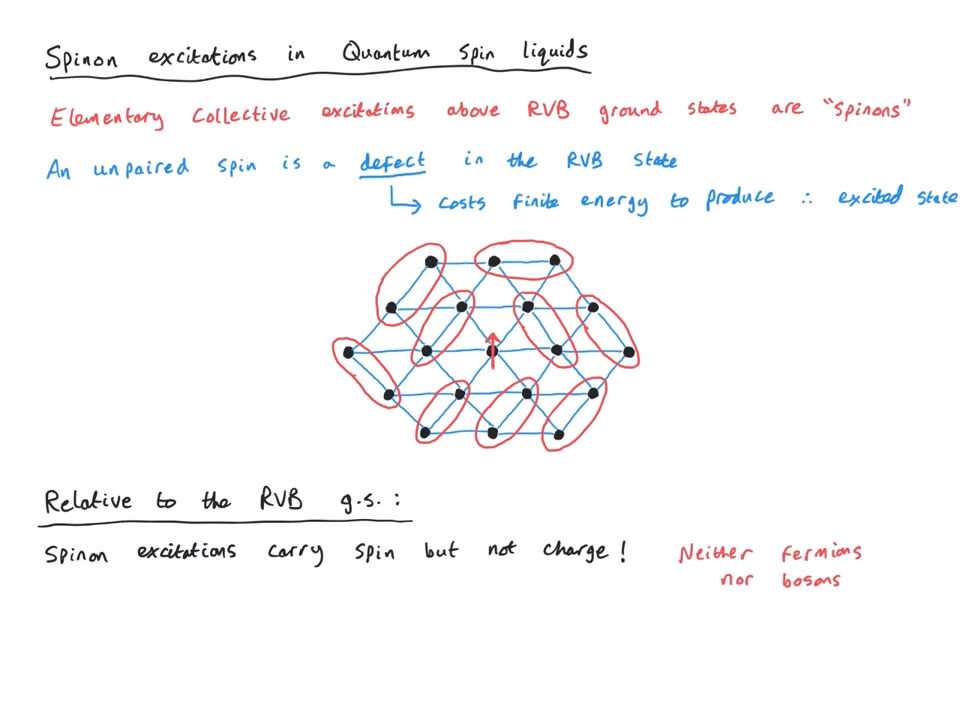 Spinon excitations in Quantum spin liquids
Elementary Collective excitations above RVB ground states are "spinons"
An unpaired spin is a defect in the RVB state
↳ costs finite energy to produce ∴ excited state
Relative to the RVB g.s.:
Spinon excitations carry spin but not charge!
Neither fermions
nor bosons